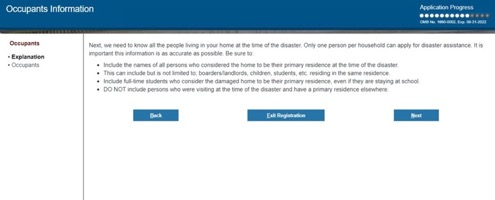 Occupants Information
Application Progress
OMB No. 1660-0002, Exp. 08-31-2022
Occupants
• Explanation
• Occupants
Next, we need to know all the people living in your home at the time of the disaster. Only one person per household can apply for disaster assistance. It is
important this information is as accurate as possible. Be sure to:
• Include the names of all persons who considered the home to be their primary residence at the time of the disaster.
• This can include but is not limited to, boarders/landlords, children, students, etc. residing in the same residence.
• Include full-time students who consider the damaged home to be their primary residence, even if they are staying at school.
• DO NOT include persons who were visiting at the time of the disaster and have a primary residence elsewhere.
Back
Exit Registration
Next